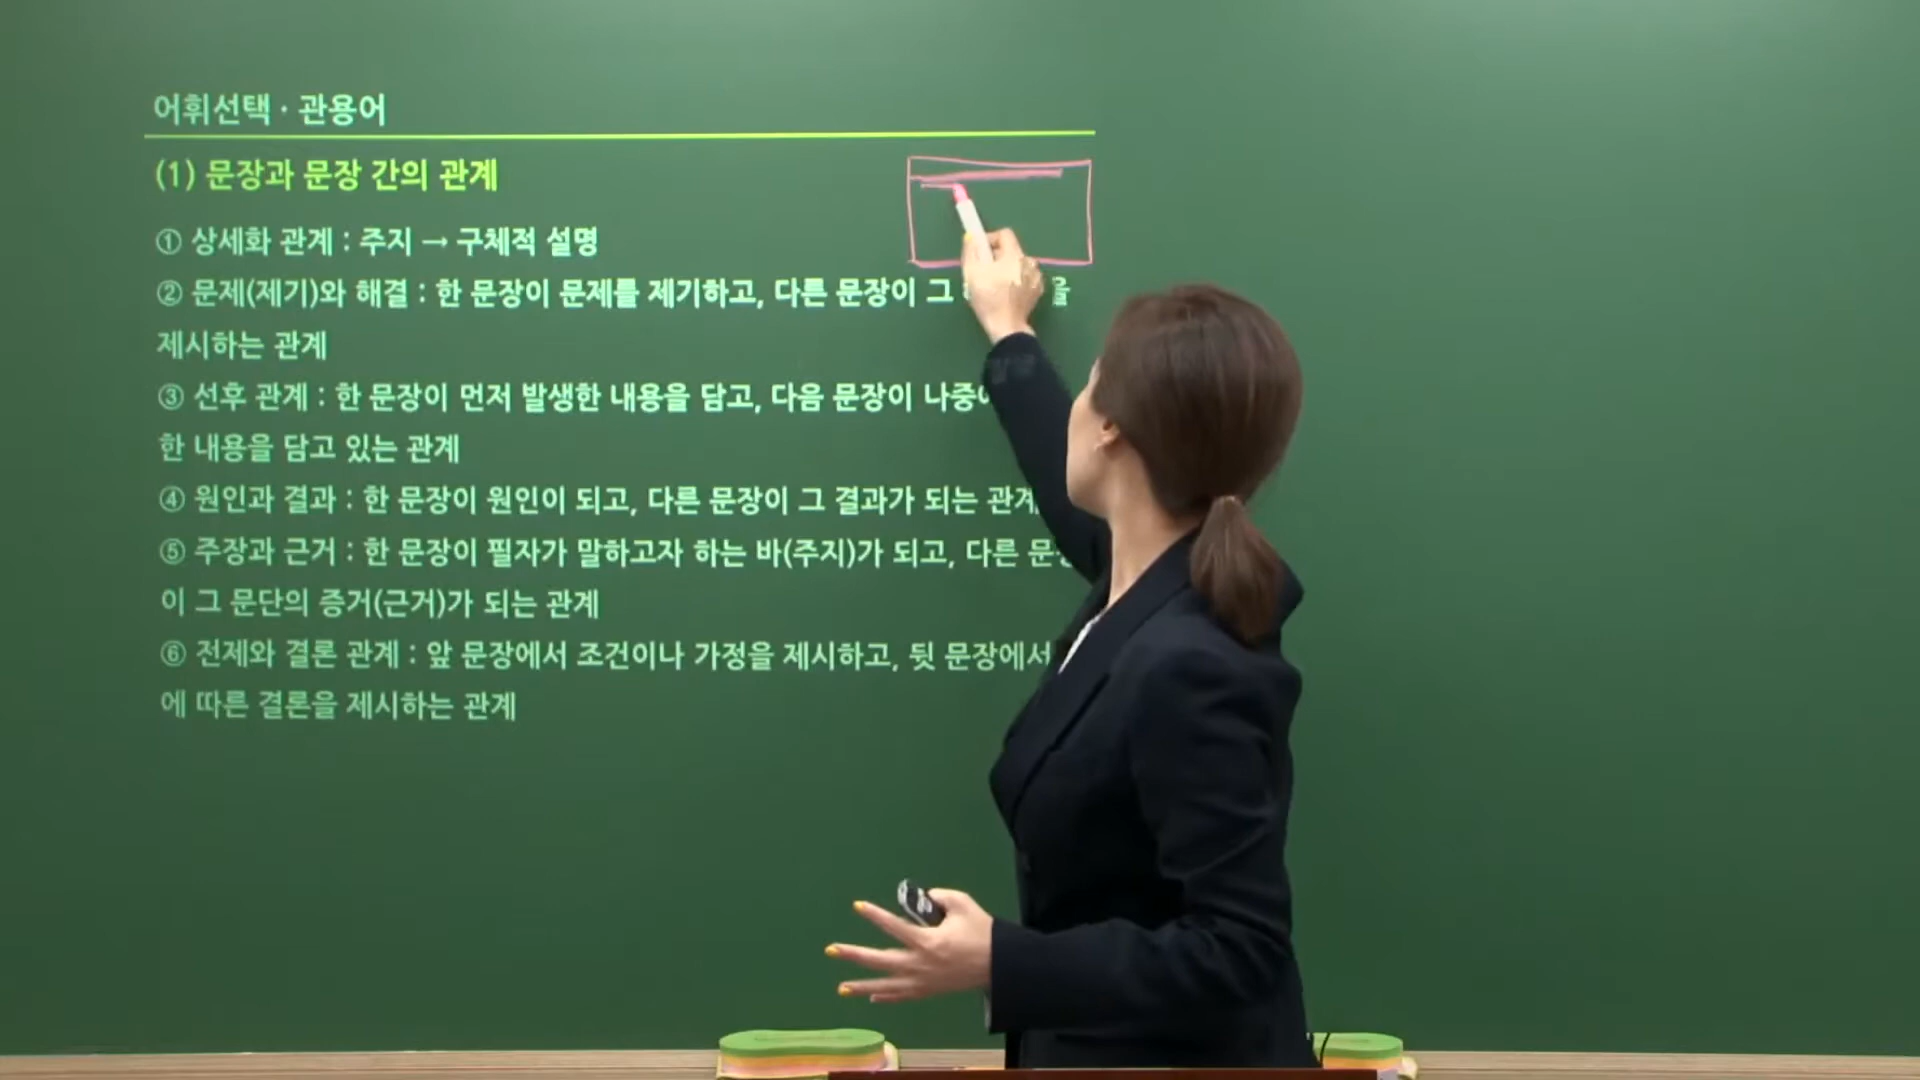 어휘선택 · 관용어
(1) 문장과 문장 간의 관계
① 상세화 관계 : 주지 → 구체적 설명
② 문제(제기)와 해결 : 한 문장이 문제를 제기하고, 다른 문장이 그 을
제시하는 관계
③ 선후 관계 : 한 문장이 먼저 발생한 내용을 담고, 다음 문장이
한 내용을 담고 있는 관계
④ 원인과 결과 : 한 문장이 원인이 되고, 다른 문장이 그 결과가 되는 관계
⑤ 주장과 근거 : 한 문장이 필자가 말하고자 하는 바(주지)가 되고, 다른
이 그 문단의 증거(근거)가 되는 관계
⑥ 전제와 결론 관계 : 앞 문장에서 조건이나 가정을 제시하고, 뒷 문장에서
에 따른 결론을 제시하는 관계